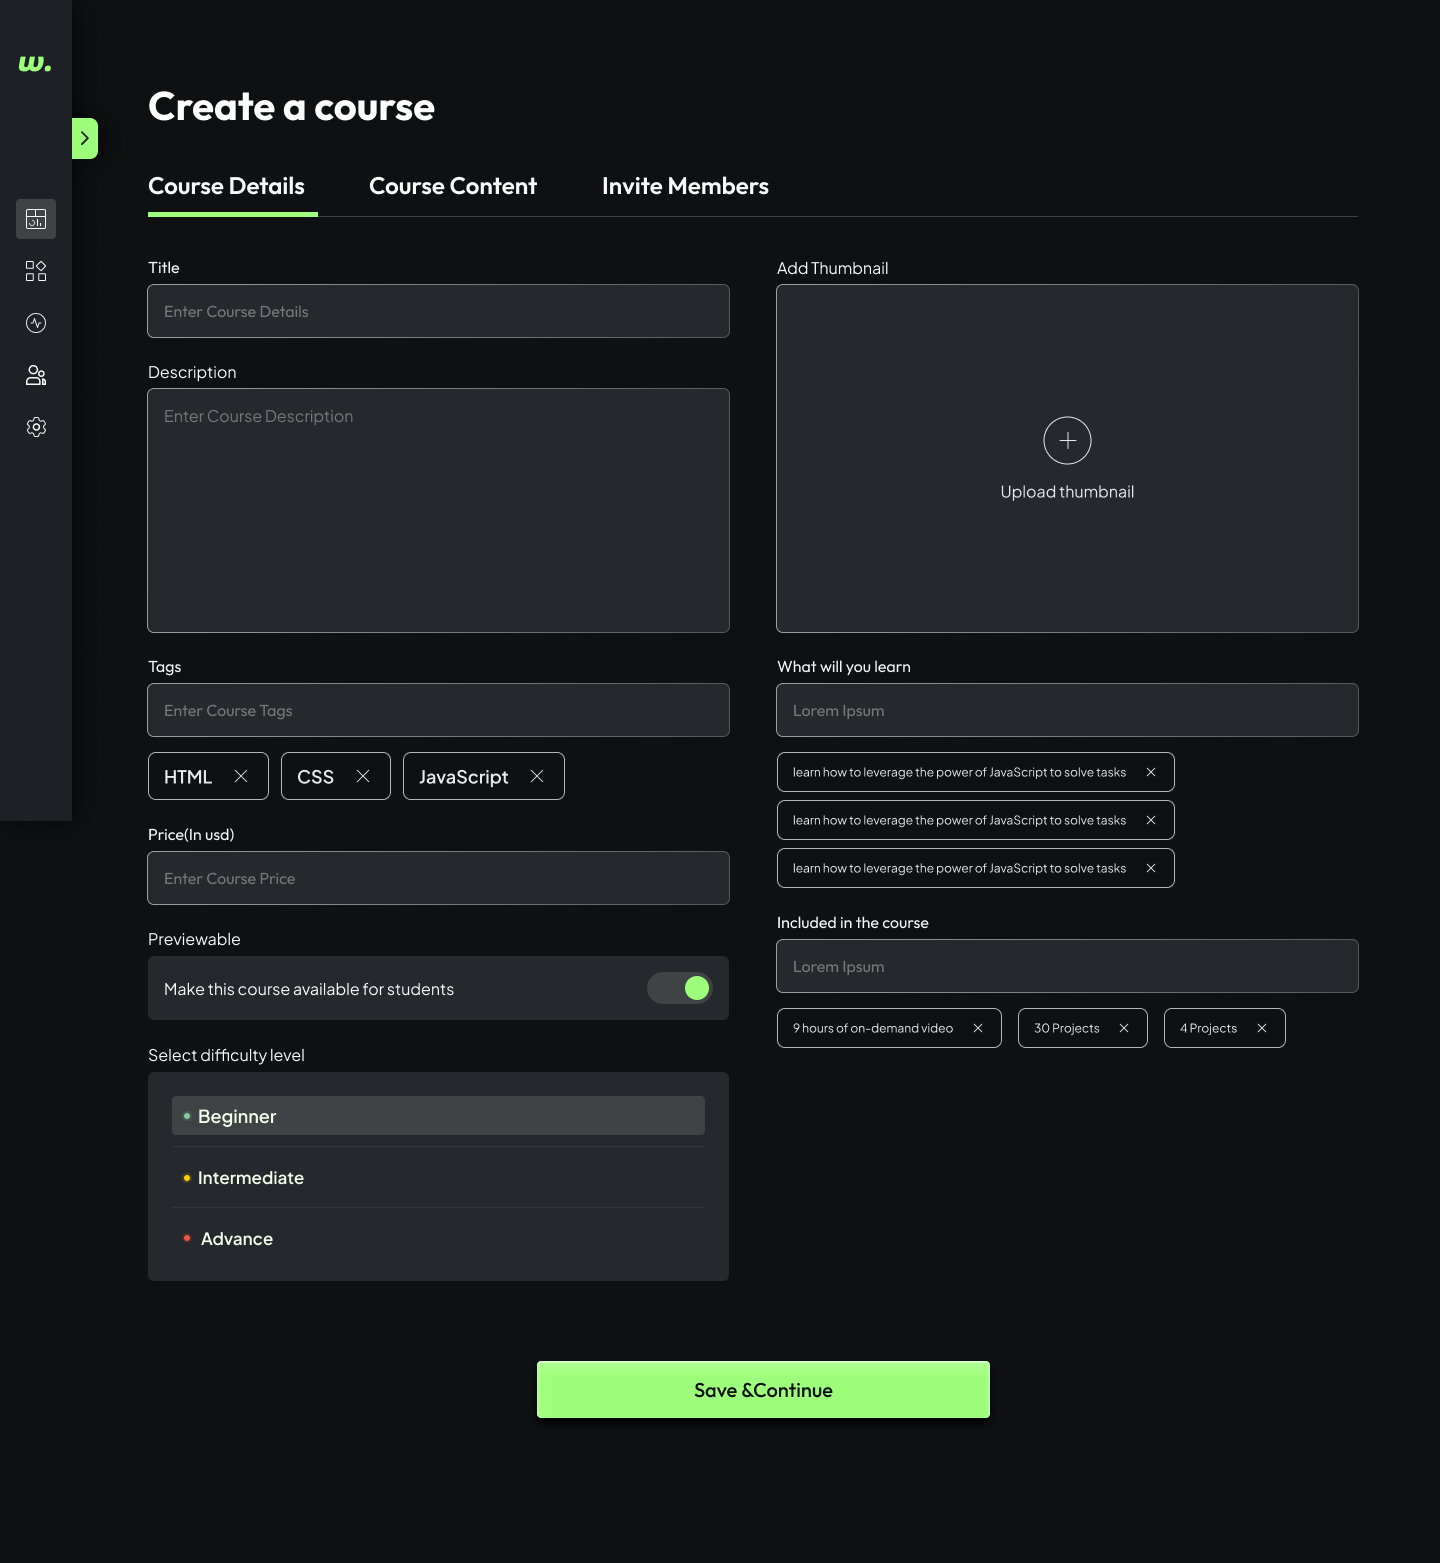 w.
Create a course
Course Details
Course Content
Invite Members
Title
Enter Course Details
Description
Enter Course Description
Tags
Enter Course Tags
HTML
CSS
JavaScript
Price(In usd)
Enter Course Price
Previewable
Make this course available for students
Select difficulty level
Beginner
Intermediate
Advance
Add Thumbnail
Upload thumbnail
What will you learn
Lorem Ipsum
learn how to leverage the power of JavaScript to solve tasks
learn how to leverage the power of JavaScript to solve tasks
learn how to leverage the power of JavaScript to solve tasks
Included in the course
Lorem Ipsum
9 hours of on-demand video
30 Projects
4 Projects
Save &Continue